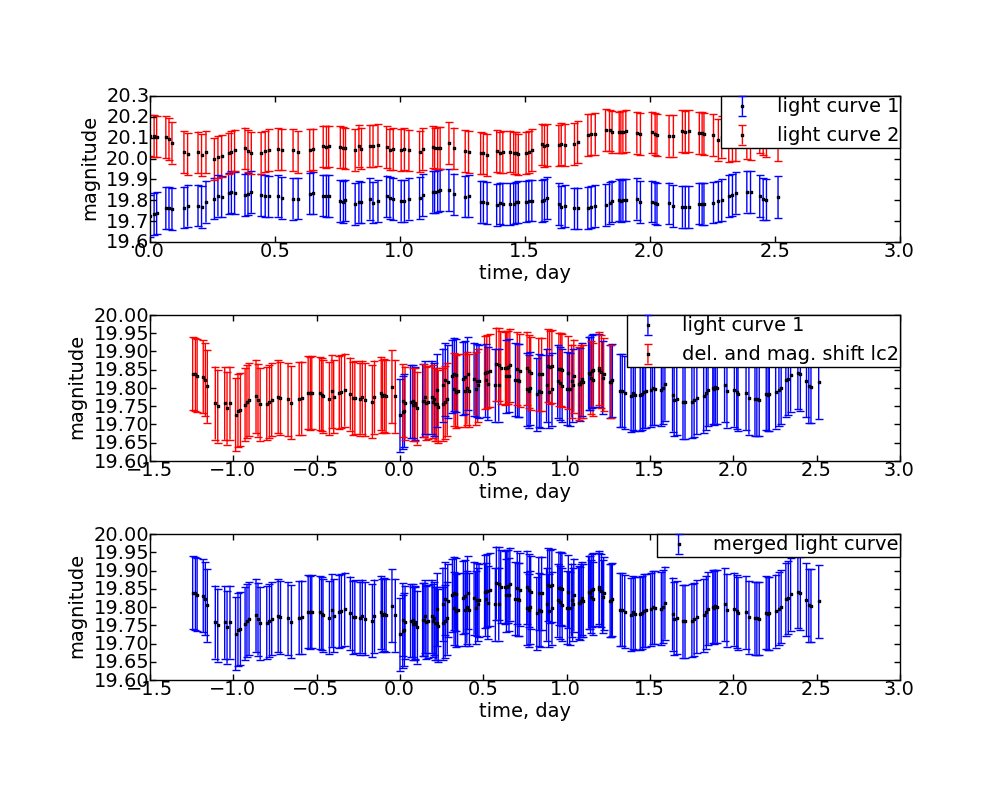 20.3
20.2
20.1
20.0
19.9
19.8
19.7
19.6
magnitude
light curve 1
light curve 2
0.0 0.5 1.0 1.5 2.0 2.5 3.0
time, day
20.00
19.95
19.90
19.85
19.80
19.75
19.70
19.65
19.60
magnitude
light curve 1
del. and mag. shift lc2
−1.5 −1.0 −0.5 0.0 0.5 1.0 1.5 2.0 2.5 3.0
time, day
20.00
19.95
19.90
19.85
19.80
19.75
19.70
19.65
19.60
magnitude
merged light curve
−1.5 −1.0 −0.5 0.0 0.5 1.0 1.5 2.0 2.5 3.0
time, day